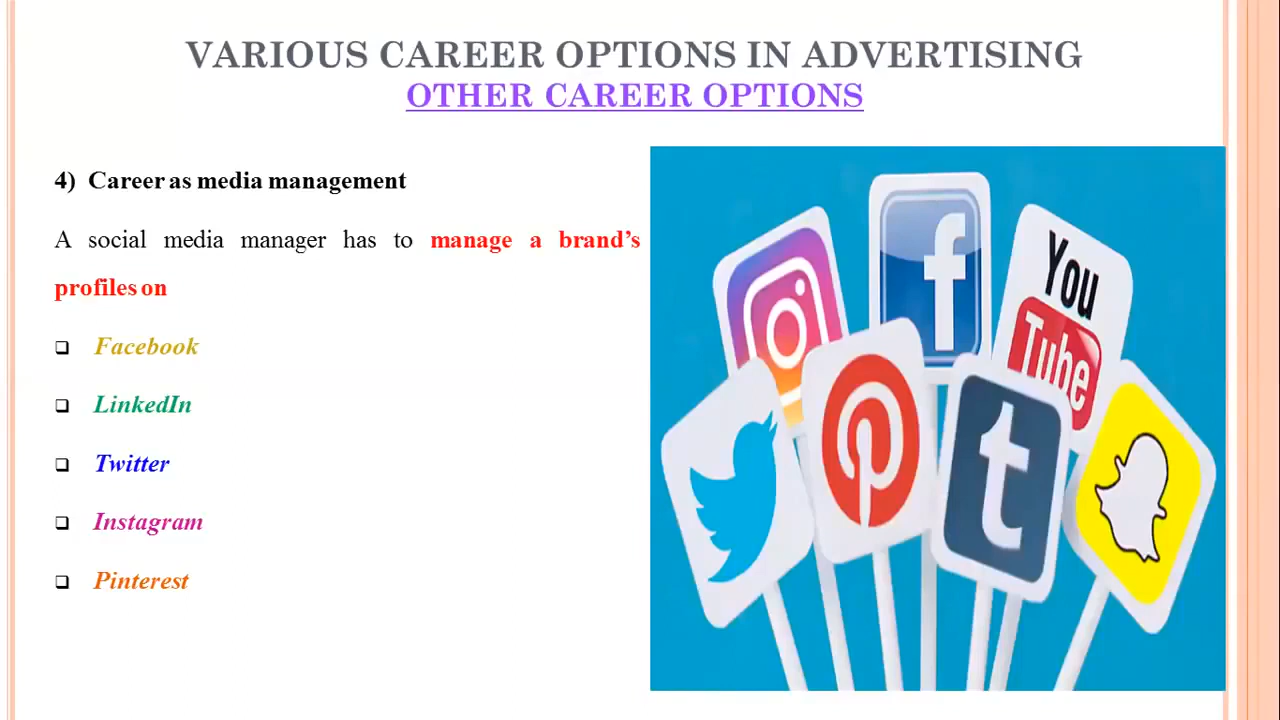 VARIOUS CAREER OPTIONS IN ADVERTISING
OTHER CAREER OPTIONS
4) Career as media management
A social media manager has to manage a brand’s
profiles on
❑ Facebook
❑ LinkedIn
❑ Twitter
❑ Instagram
❑ Pinterest
f
You
Tube
p
t